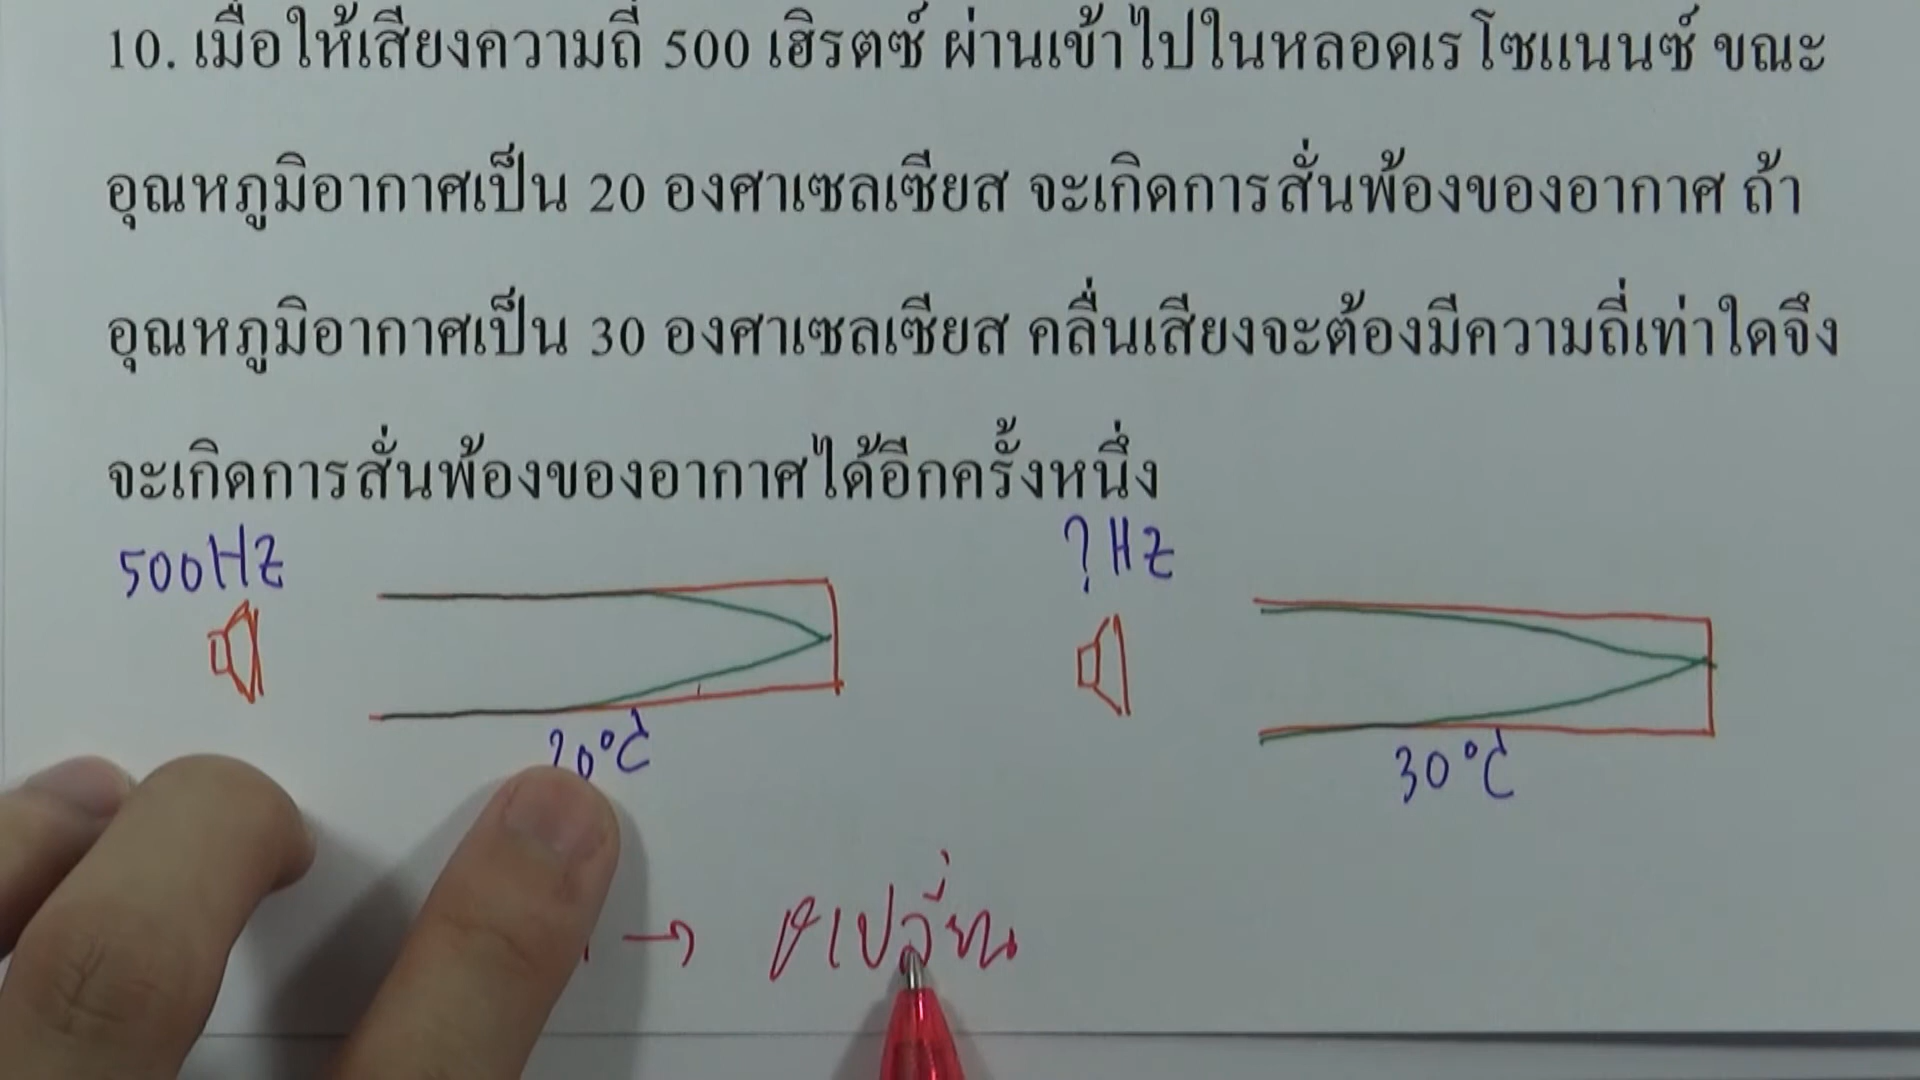 10. เมื่อให้เสียงความถี่ 500 เฮิรตซ์ ผ่านเข้าไปในหลอดเรโซแนนซ์ ขณะ
อุณหภูมิอากาศเป็น 20 องศาเซลเซียส จะเกิดการสั่นพ้องของอากาศ ถ้า
อุณหภูมิอากาศเป็น 30 องศาเซลเซียส คลื่นเสียงจะต้องมีความถี่เท่าใดจึง
จะเกิดการสั่นพ้องของอากาศได้อีกครั้งหนึ่ง
500HZ
?HZ
20°C
30°C
→ vเปลี่ยน